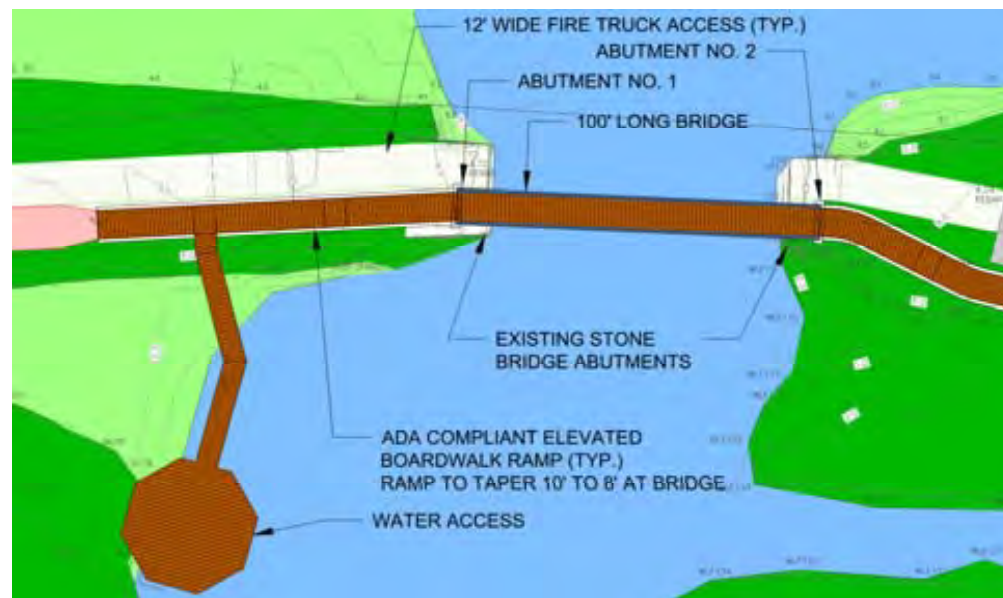 12' WIDE FIRE TRUCK ACCESS (TYP.)
ABUTMENT NO. 2
ABUTMENT NO. 1
100' LONG BRIDGE
EXISTING STONE
BRIDGE ABUTMENTS
ADA COMPLIANT ELEVATED
BOARDWALK RAMP (TYP.)
RAMP TO TAPER 10' TO 8' AT BRIDGE
WATER ACCESS